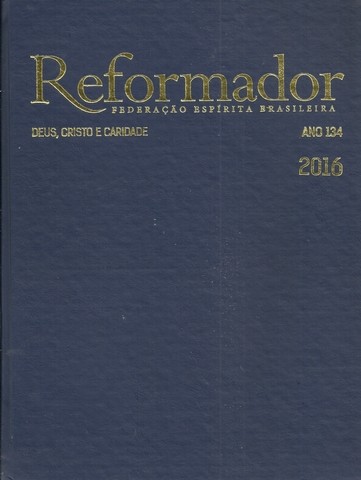 Reformador
FEDERAÇÃO ESPÍRITA BRASILEIRA
DEUS, CRISTO E CARIDADE ANO 134
2016